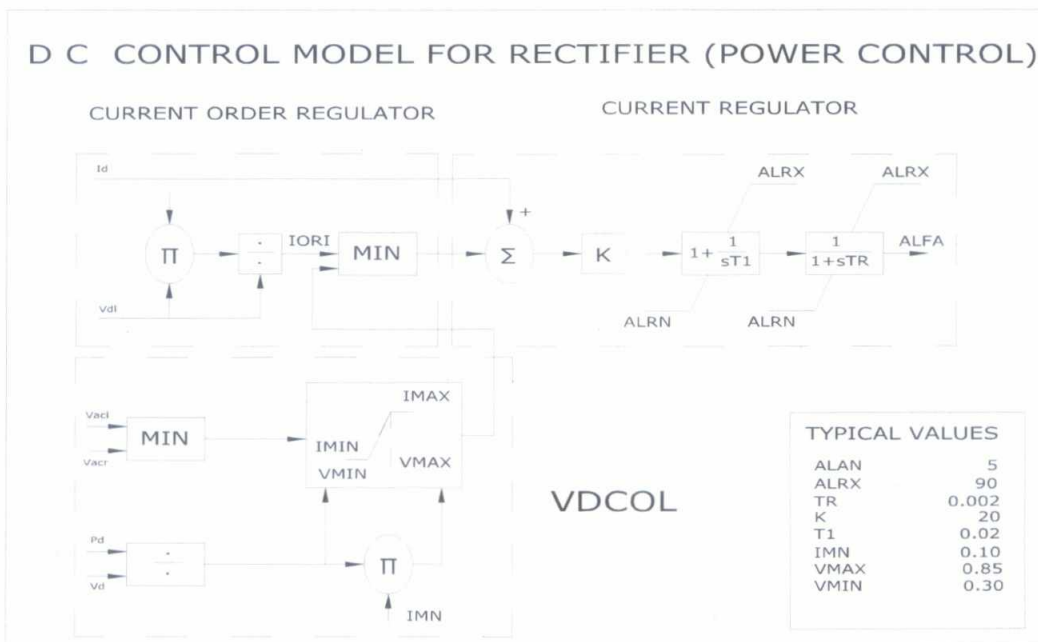 D C CONTROL MODEL FOR RECTIFIER (POWER CONTROL)
CURRENT ORDER REGULATOR
CURRENT REGULATOR
Id
ALRX
ALRX
+
Π
÷
IORI
MIN
Σ
K
1+ 1/sT1
1/1+sTR
ALFA
VdI
ALRN
ALRN
VacI
Vacr
MIN
IMAX
IMIN
VMIN
VMAX
VDCOL
Pd
Vd
÷
Π
IMN
TYPICAL VALUES
ALAN 5
ALRX 90
TR 0.002
K 20
T1 0.02
IMN 0.10
VMAX 0.85
VMIN 0.30